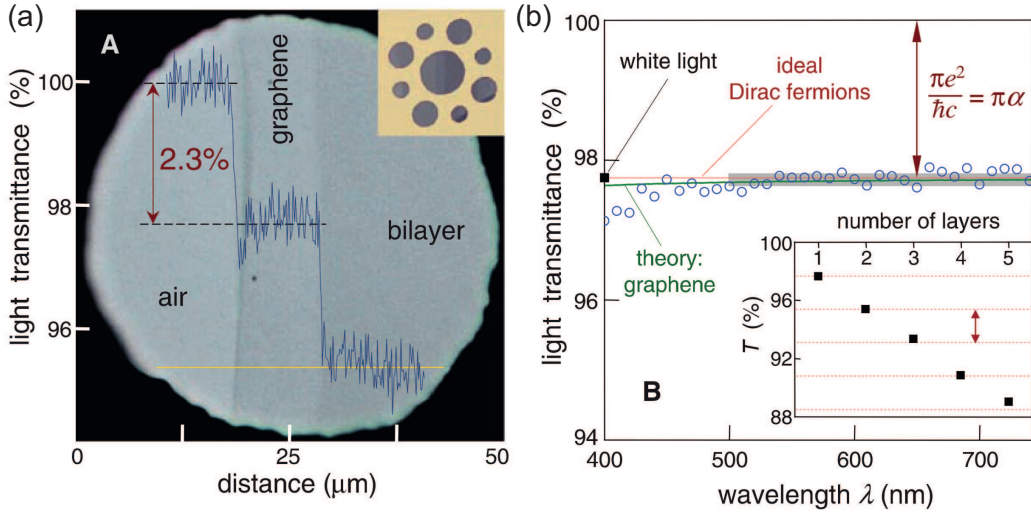 (a)
A
light transmittance (%)
100
98
96
2.3%
graphene
air
bilayer
0
25
50
distance (μm)
(b)
light transmittance (%)
100
98
96
94
white light
ideal
Dirac fermions
πe²
ħc
= πα
theory:
graphene
B
number of layers
1 2 3 4 5
T (%)
100
96
92
88
400 500 600 700
wavelength λ (nm)